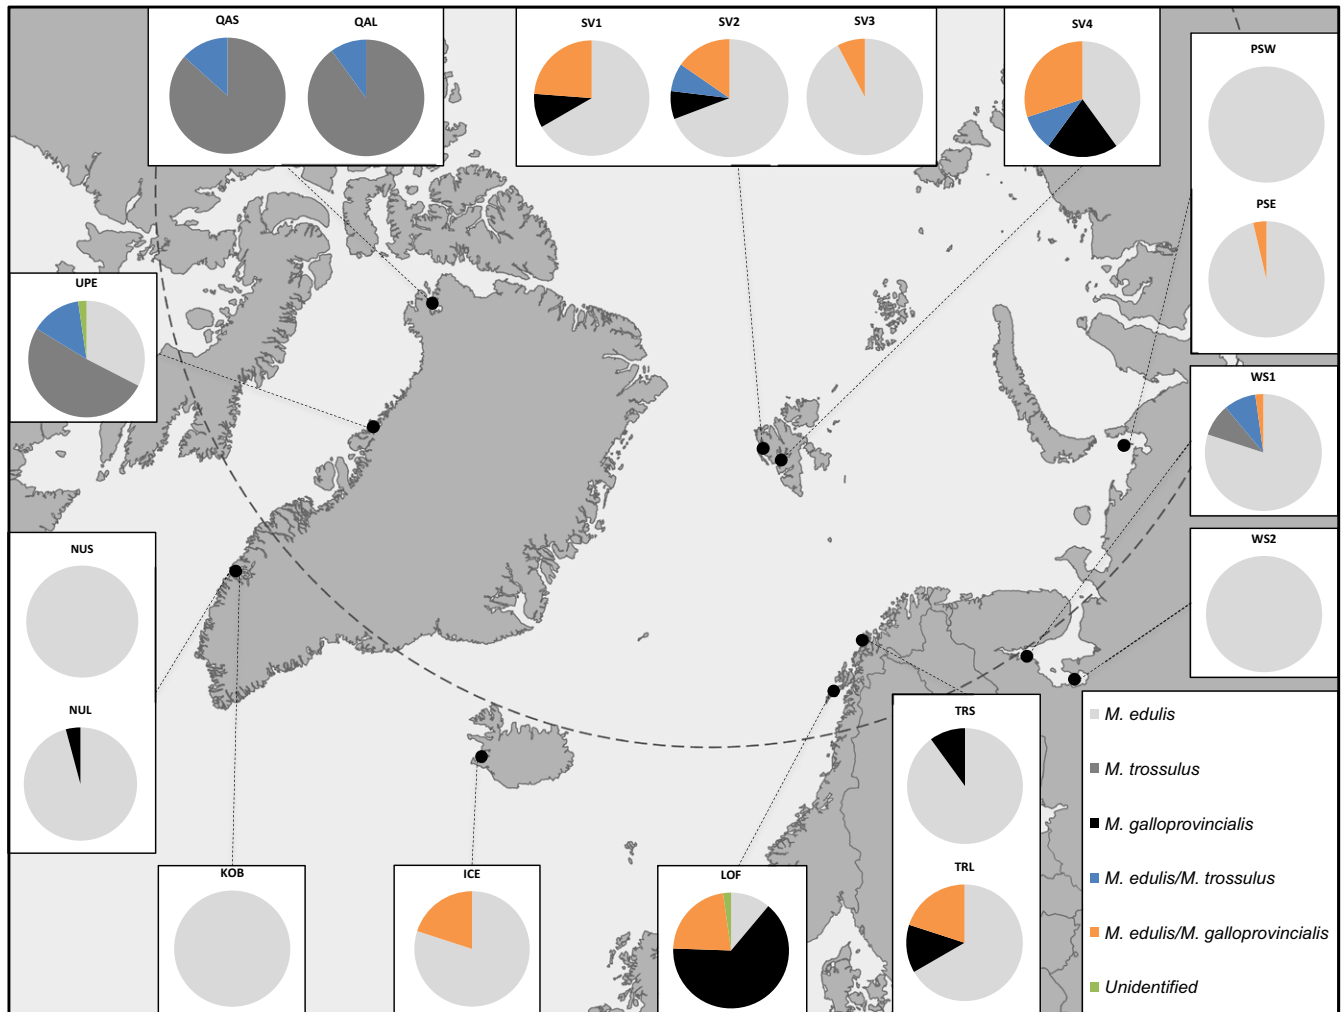 QAS
QAL
SV1
SV2
SV3
SV4
PSW
PSE
UPE
WS1
WS2
NUS
NUL
KOB
ICE
LOF
TRS
TRL
M. edulis
M. trossulus
M. galloprovincialis
M. edulis/M. trossulus
M. edulis/M. galloprovincialis
Unidentified